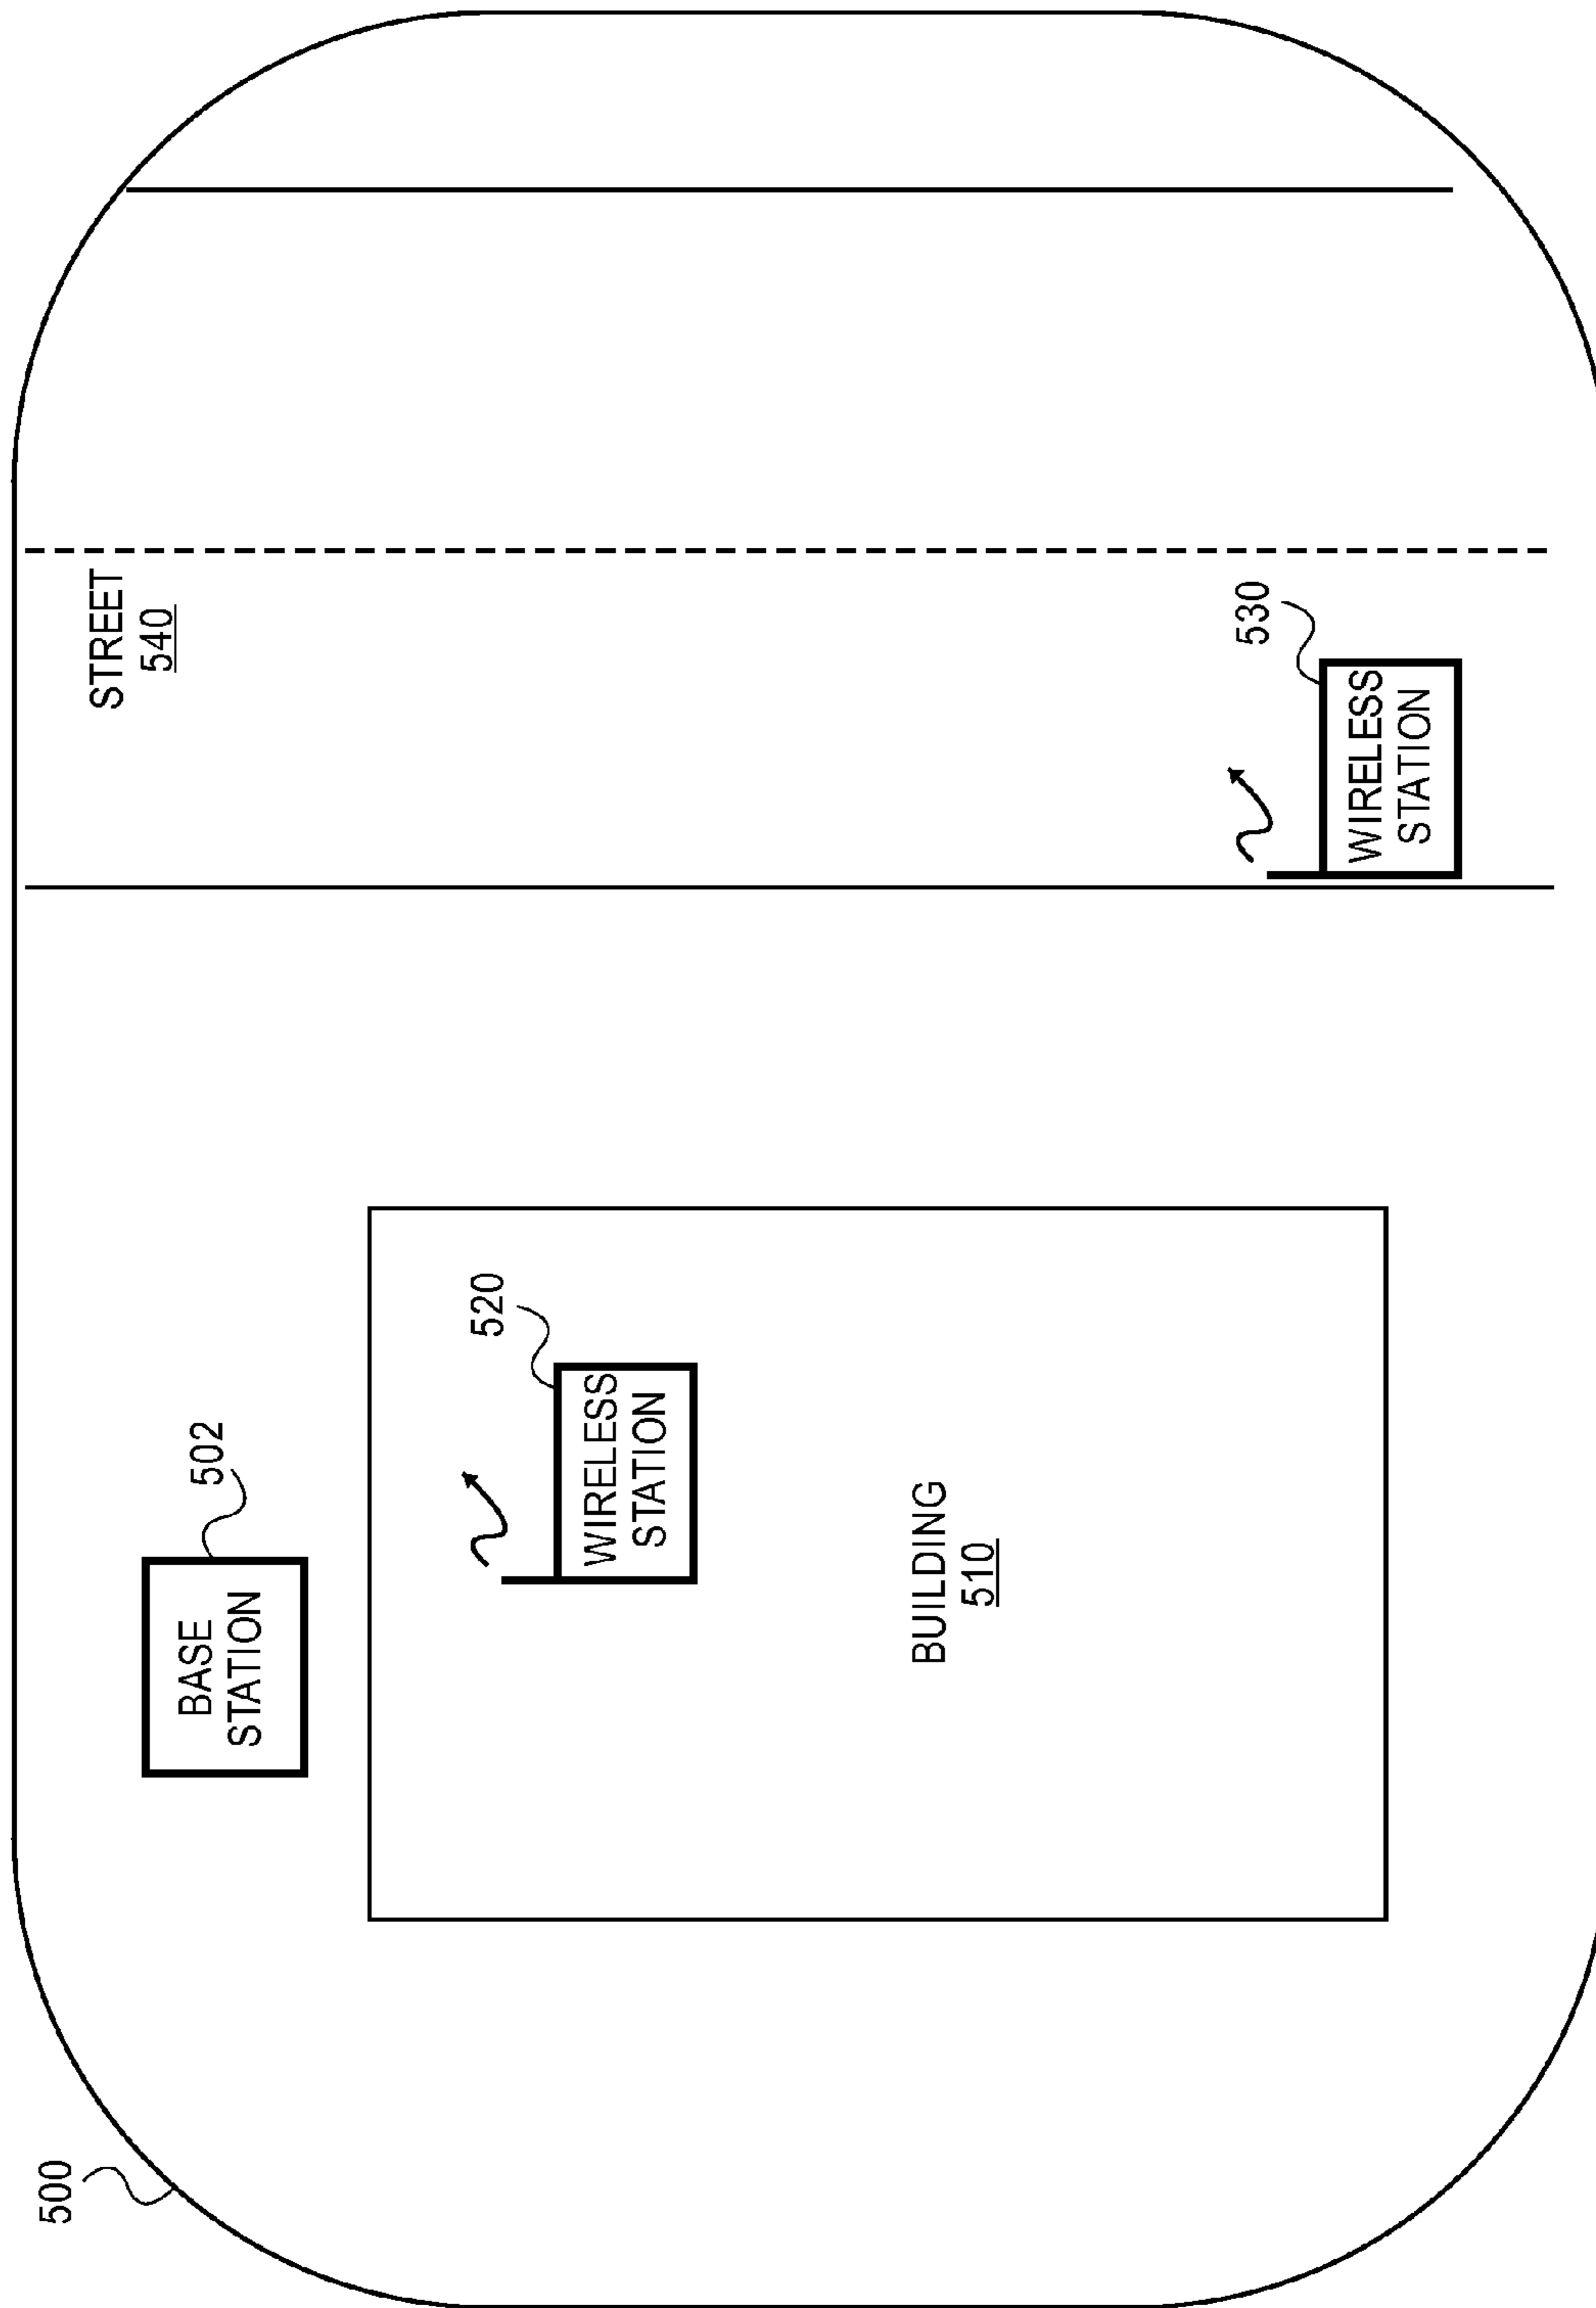 500
BASE
STATION
502
STREET
540
520
WIRELESS
STATION
BUILDING
510
530
WIRELESS
STATION